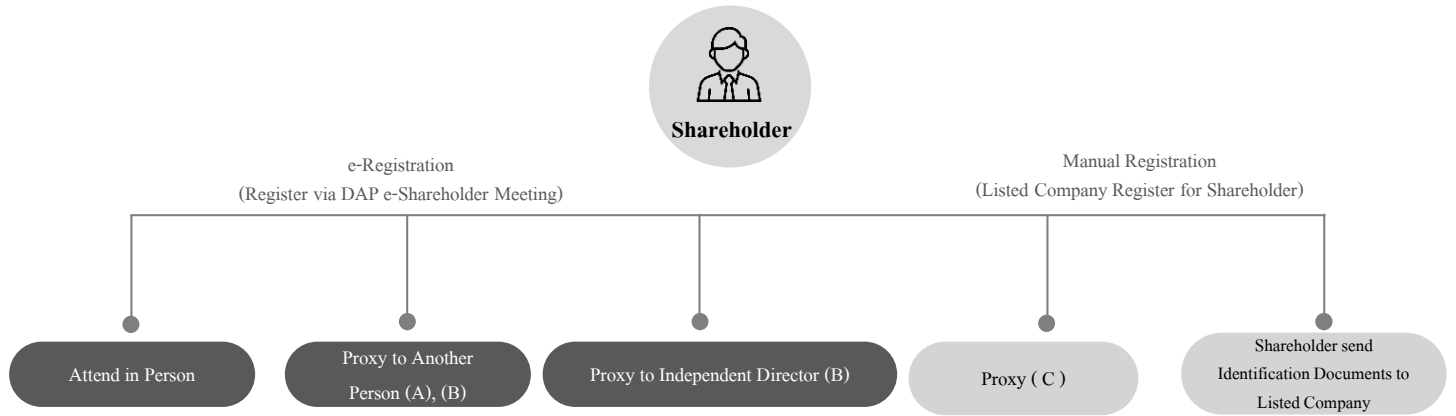 Shareholder
e-Registration
(Register via DAP e-Shareholder Meeting)
Manual Registration
(Listed Company Register for Shareholder)
Attend in Person
Proxy to Another
Person (A), (B)
Proxy to Independent Director (B)
Proxy ( C )
Shareholder send
Identification Documents to
Listed Company